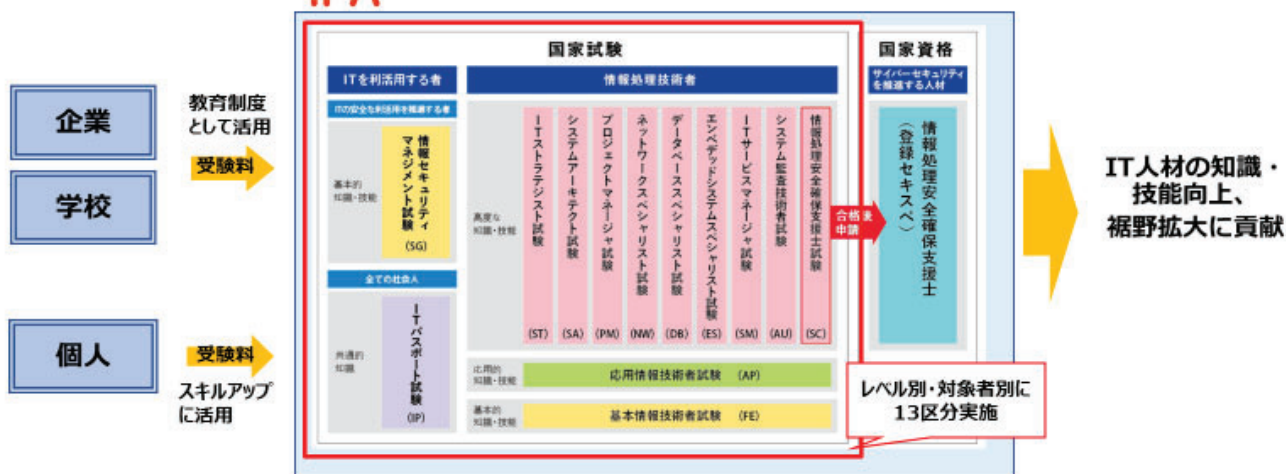 国家試験
国家資格
ITを利活用する者
情報処理技術者
サイバーセキュリティ
を推進する人材
企業
学校
教育制度
として活用
受験料
ITの安全な利活用を推進する者
基本的
知識・技能
情報セキュリティ
マネジメント試験
(SG)
全ての社会人
共通的
知識
ITパスポート試験
(IP)
個人
受験料
スキルアップ
に活用
高度な
知識・技能
ITストラテジスト試験
(ST)
システムアーキテクト試験
(SA)
プロジェクトマネージャ試験
(PM)
ネットワークスペシャリスト試験
(NW)
データベーススペシャリスト試験
(DB)
エンベデッドシステムスペシャリスト試験
(ES)
ITサービスマネージャ試験
(SM)
システム監査技術者試験
(AU)
情報処理安全確保支援士試験
(SC)
応用的
知識・技能
応用情報技術者試験 (AP)
基本的
知識・技能
基本情報技術者試験 (FE)
合格後
申請
情報処理安全確保支援士
(登録セキスペ)
レベル別・対象者別に
13区分実施
IT人材の知識・
技能向上、
裾野拡大に貢献